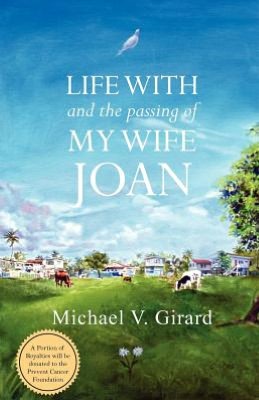 LIFE WITH
and the passing of
MY WIFE
JOAN
Michael V. Girard
A Portion of
Royalties will be
donated to the
Prevent Cancer
Foundation